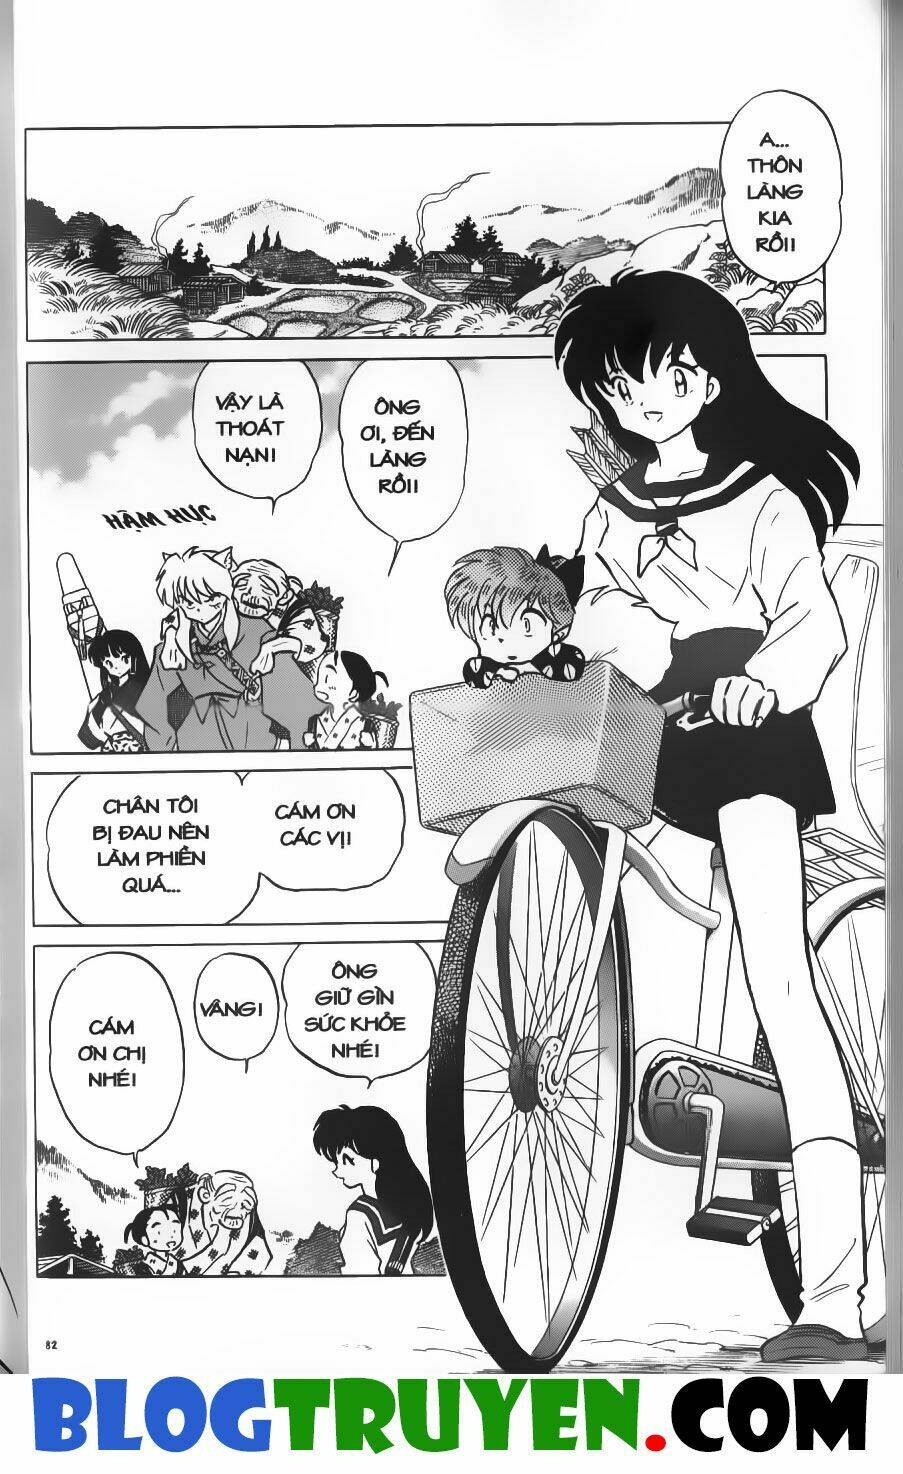 A...
THÔN
LÀNG
KIA
RỒI!
ÔNG
ƠI, ĐẾN
LÀNG
RỒI!
VẬY LÀ
THOÁT
NẠN!
HẬM HỰC
CÁM ƠN
CÁC VỊ!
CHÂN TÔI
BỊ ĐAU NÊN
LÀM PHIỀN
QUÁ...
ÔNG
GIỮ GÌN
SỨC KHỎE
NHÉ!
VÂNG!
CÁM
ƠN CHỊ
NHÉ!
82
BLOGTRUYEN.COM